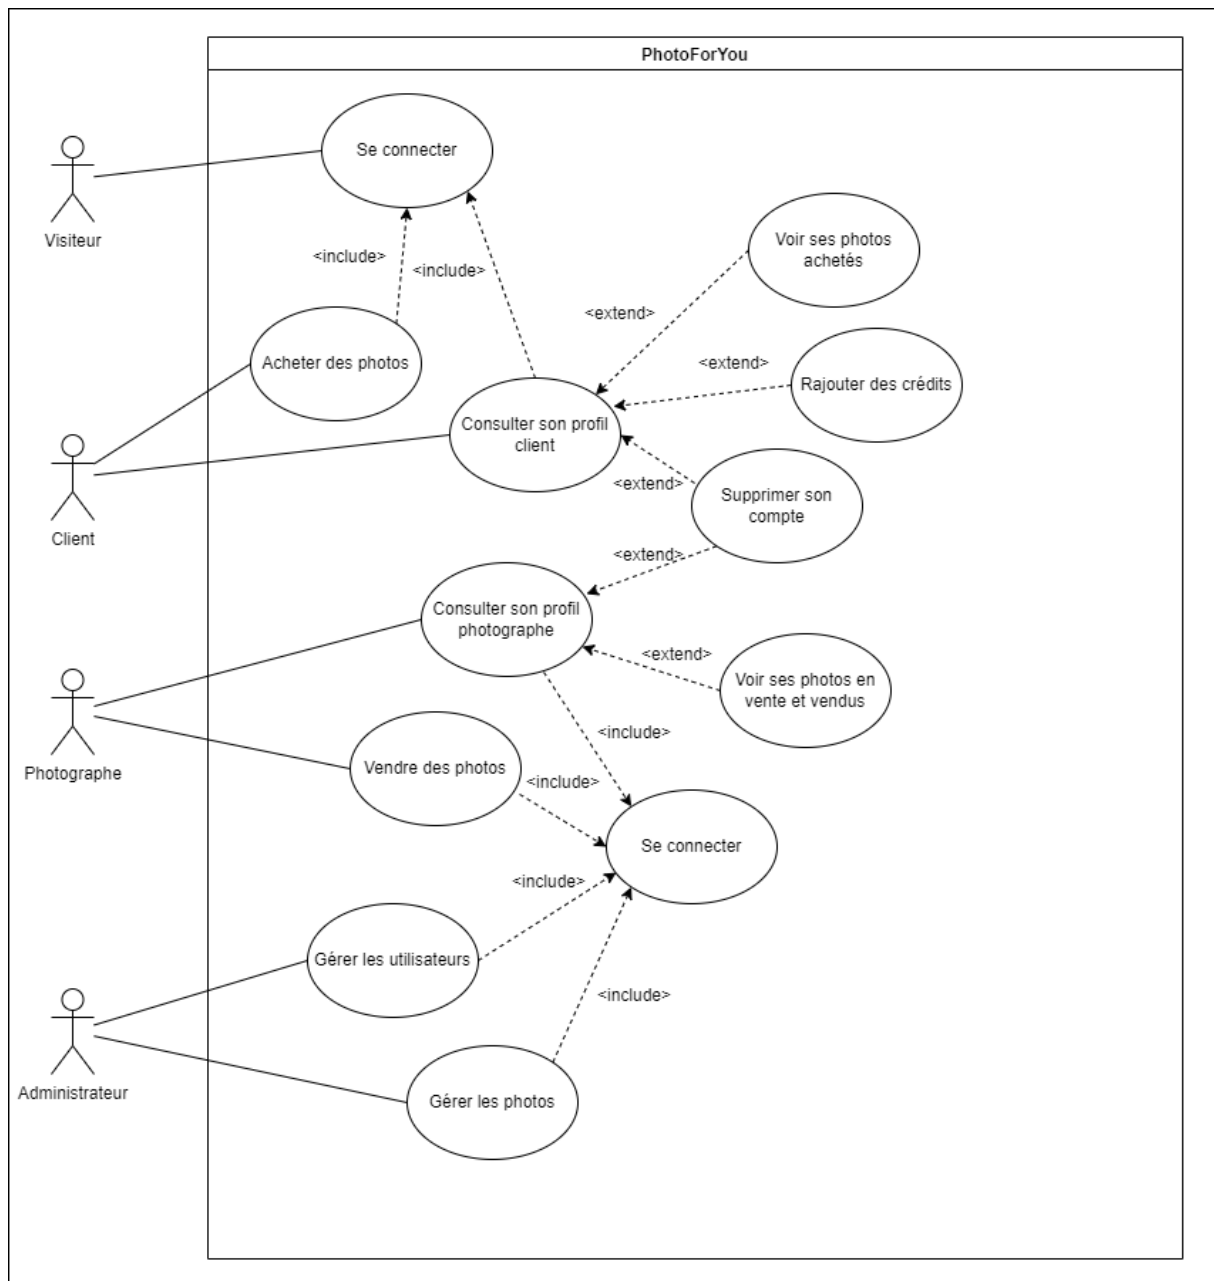 PhotoForYou
Se connecter
Visiteur
<include>
<include>
Voir ses photos
achetés
<extend>
Acheter des photos
<extend>
Rajouter des crédits
Consulter son profil
client
Client
<extend>
Supprimer son
compte
<extend>
Consulter son profil
photographe
<extend>
Voir ses photos en
vente et vendus
Photographe
<include>
Vendre des photos
<include>
Se connecter
<include>
Gérer les utilisateurs
<include>
Administrateur
Gérer les photos